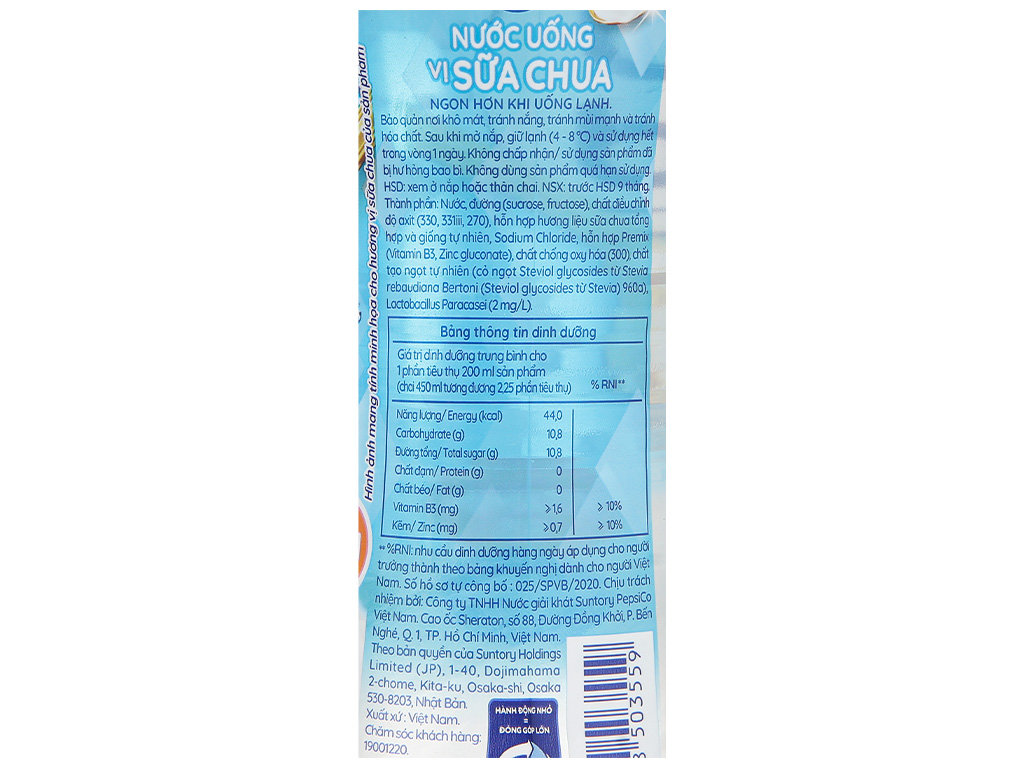 NƯỚC UỐNG
VỊ SỮA CHUA
NGON HƠN KHI UỐNG LẠNH.
Bảo quản nơi khô mát, tránh nắng, tránh mùi mạnh và tránh
hóa chất. Sau khi mở nắp, giữ lạnh (4 - 8 °C) và sử dụng hết
trong vòng 1 ngày. Không chấp nhận/ sử dụng sản phẩm đã
bị hư hỏng bao bì. Không dùng sản phẩm quá hạn sử dụng.
HSD: xem ở nắp hoặc thân chai. NSX: trước HSD 9 tháng.
Thành phần: Nước, đường (sucrose, fructose), chất điều chỉnh
độ axit (330, 331iii, 270), hỗn hợp hương liệu sữa chua tổng
hợp và giống tự nhiên, Sodium Chloride, hỗn hợp Premix
(Vitamin B3, Zinc gluconate), chất chống oxy hóa (300), chất
tạo ngọt tự nhiên (cỏ ngọt Steviol glycosides từ Stevia
rebaudiana Bertoni (Steviol glycosides từ Stevia) 960a),
Lactobacillus Paracasei (2 mg/L).
Bảng thông tin dinh dưỡng
Giá trị dinh dưỡng trung bình cho
1 phần tiêu thụ 200 ml sản phẩm
(chai 450 ml tương đương 2,25 phần tiêu thụ) % RNI**
Năng lượng/ Energy (kcal) 44,0
Carbohydrate (g) 10,8
Đường tổng/ Total sugar (g) 10,8
Chất đạm/ Protein (g) 0
Chất béo/ Fat (g) 0
Vitamin B3 (mg) ⩾1,6 ⩾ 10%
Kẽm/ Zinc (mg) ⩾0,7 ⩾ 10%
** %RNI: nhu cầu dinh dưỡng hàng ngày áp dụng cho người
trưởng thành theo bảng khuyến nghị dành cho người Việt
Nam. Số hồ sơ tự công bố : 025/SPVB/2020. Chịu trách
nhiệm bởi: Công ty TNHH Nước giải khát Suntory PepsiCo
Việt Nam. Cao ốc Sheraton, số 88, Đường Đồng Khởi, P. Bến
Nghé, Q. 1, TP. Hồ Chí Minh, Việt Nam.
Theo bản quyền của Suntory Holdings
Limited (JP), 1-40, Dojimahama
2-chome, Kita-ku, Osaka-shi, Osaka
530-8203, Nhật Bản.
Xuất xứ : Việt Nam.
Chăm sóc khách hàng:
19001220.
HÀNH ĐỘNG NHỎ
=
ĐÓNG GÓP LỚN
503559
Hình ảnh mang tính minh họa cho hương vị sữa chua của sản phẩm